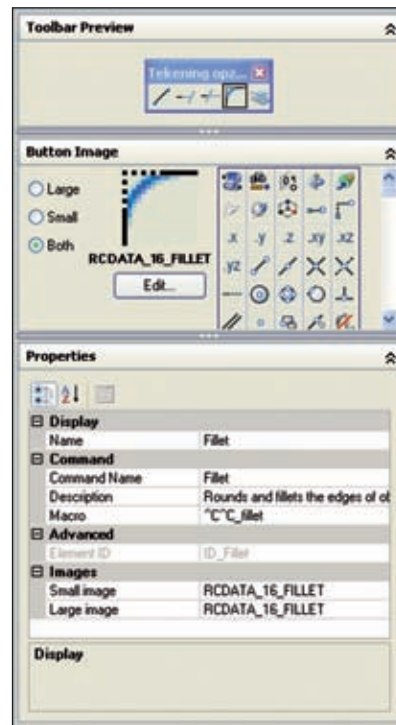 Toolbar Preview
Tekening opz...
Button Image
Large
Small
Both
RCDATA_16_FILLET
Edit...
.x .y .z .xy .xz
.yz
Properties
Display
Name Fillet
Command
Command Name Fillet
Description Rounds and fillets the edges of ob
Macro ^C^C_fillet
Advanced
Element ID ID_Fillet
Images
Small image RCDATA_16_FILLET
Large image RCDATA_16_FILLET
Display